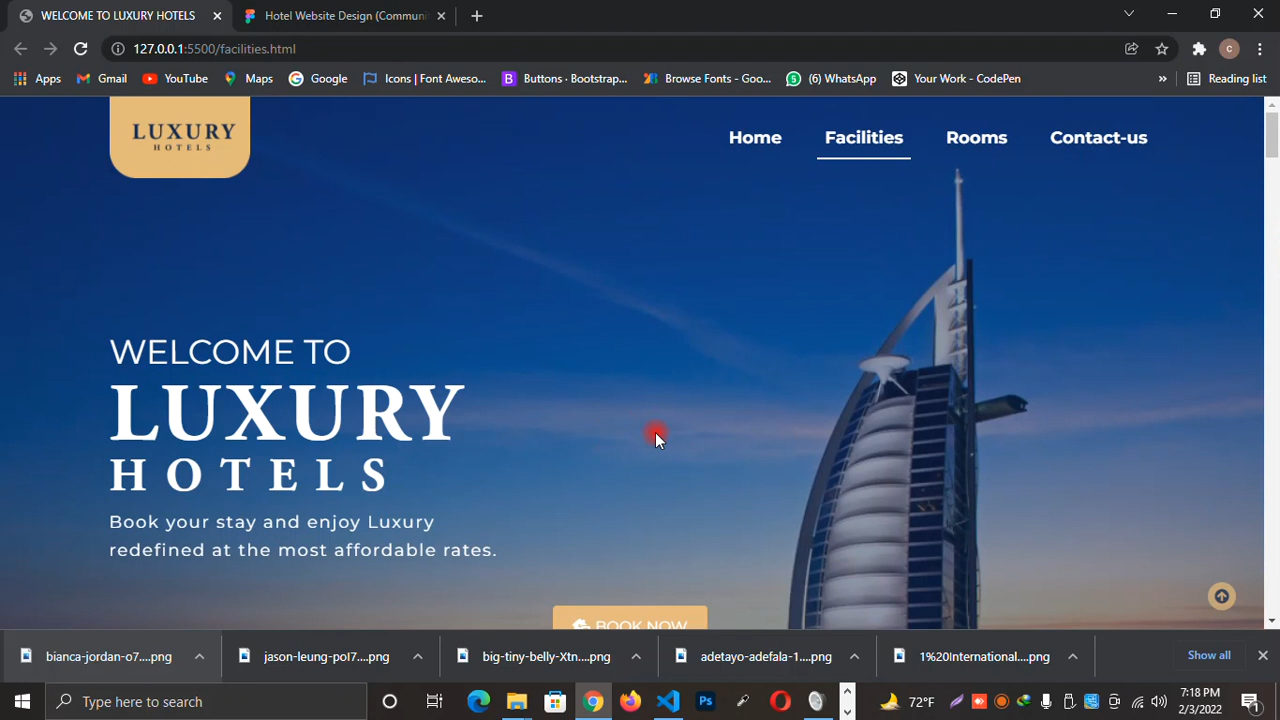 WELCOME TO LUXURY HOTELS
Hotel Website Design (Commun
127.0.0.1:5500/facilities.html
Apps
Gmail
YouTube
Maps
Google
Icons | Font Aweso...
Buttons · Bootstrap...
Browse Fonts - Goo...
(6) WhatsApp
Your Work - CodePen
»
Reading list
LUXURY
HOTELS
Home
Facilities
Rooms
Contact-us
WELCOME TO
LUXURY
HOTELS
Book your stay and enjoy Luxury
redefined at the most affordable rates.
BOOK NOW
bianca-jordan-o7....png
jason-leung-poI7....png
big-tiny-belly-Xtn....png
adetayo-adefala-1....png
1%20International....png
Show all
Type here to search
72°F
7:18 PM
2/3/2022